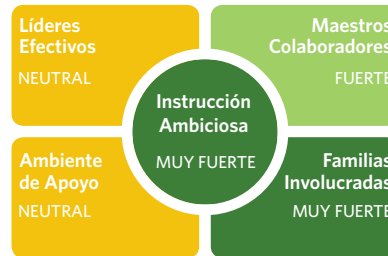 Líderes
Efectivos
NEUTRAL
Maestros
Colaboradores
FUERTE
Instrucción
Ambiciosa
MUY FUERTE
Ambiente
de Apoyo
NEUTRAL
Familias
Involucradas
MUY FUERTE